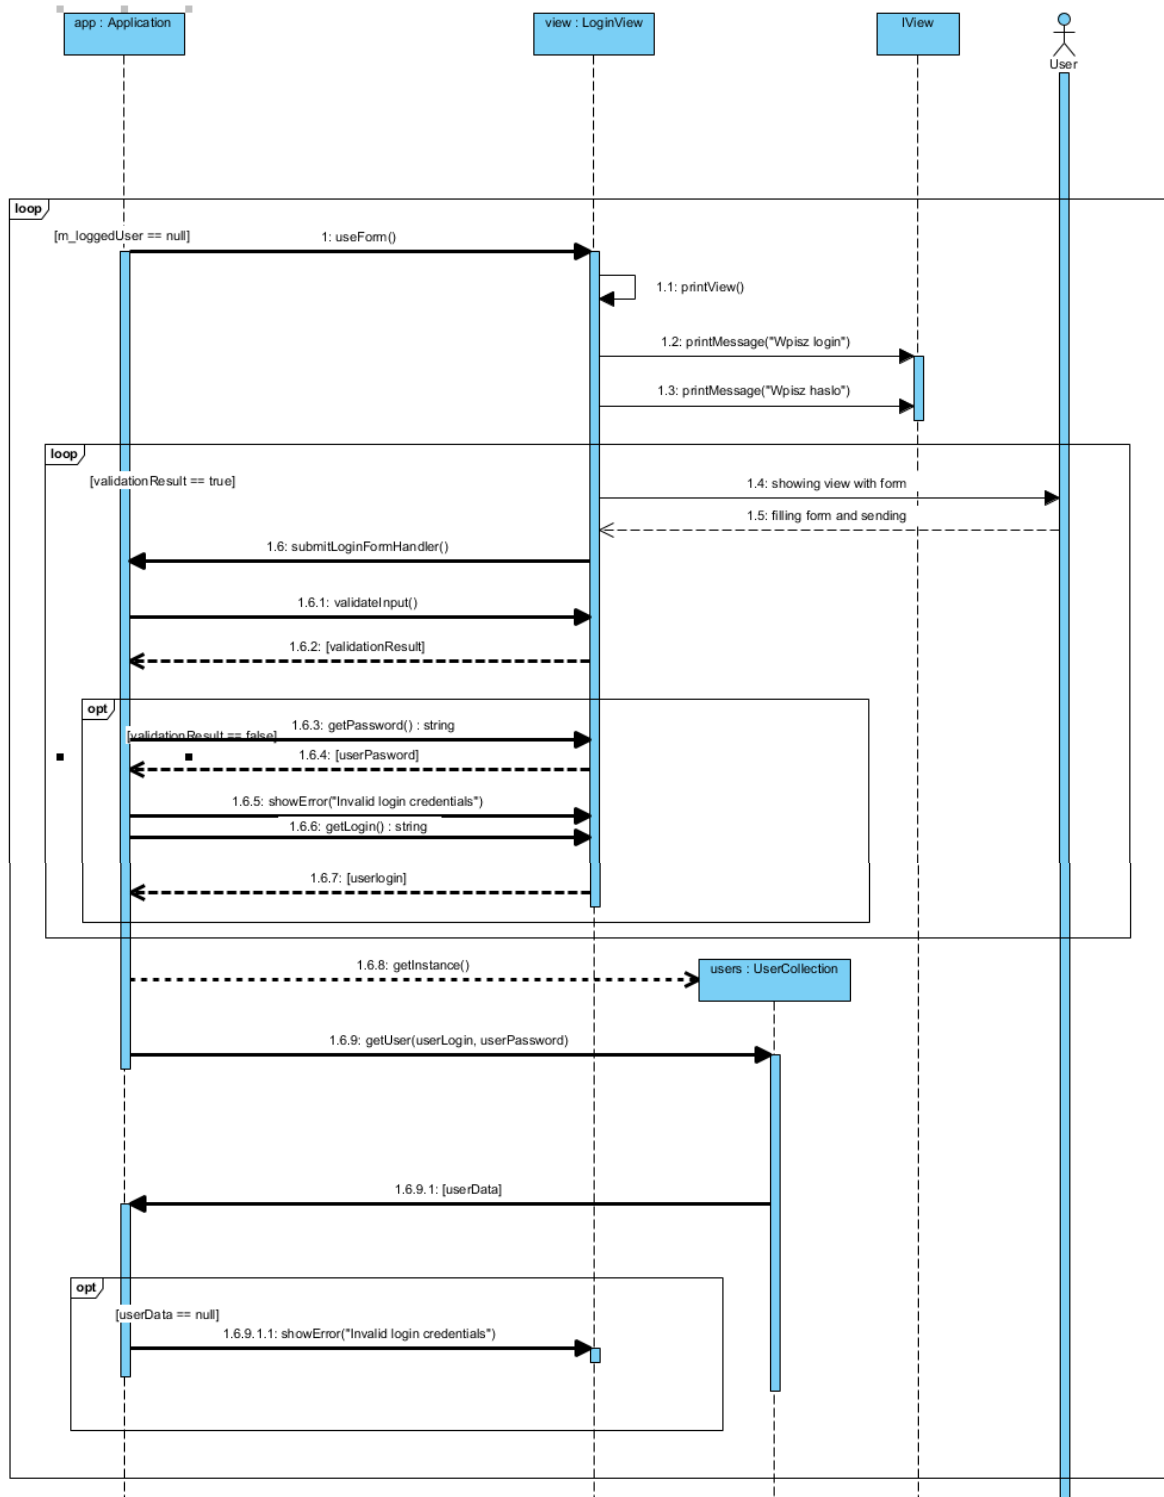 app : Application
view : LoginView
IView
User
loop
[m_loggedUser == null]
1: useForm()
1.1: printView()
1.2: printMessage("Wpisz login")
1.3: printMessage("Wpisz haslo")
loop
[validationResult == true]
1.4: showing view with form
1.5: filling form and sending
1.6: submitLoginFormHandler()
1.6.1: validateInput()
1.6.2: [validationResult]
opt
1.6.3: getPassword() : string
[validationResult == false]
1.6.4: [userPasword]
1.6.5: showError("Invalid login credentials")
1.6.6: getLogin() : string
1.6.7: [userlogin]
1.6.8: getInstance()
users : UserCollection
1.6.9: getUser(userLogin, userPassword)
1.6.9.1: [userData]
opt
[userData == null]
1.6.9.1.1: showError("Invalid login credentials")